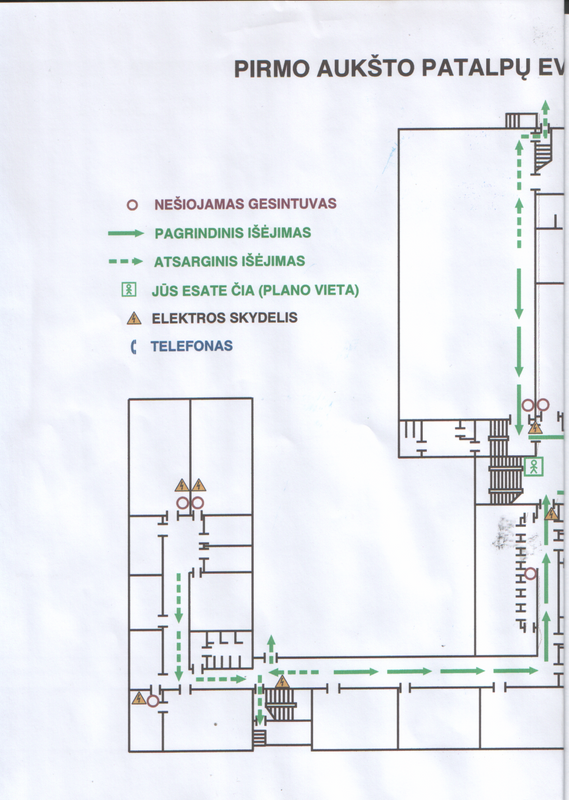 PIRMO AUKŠTO PATALPŲ EV
NEŠIOJAMAS GESINTUVAS
PAGRINDINIS IŠĖJIMAS
ATSARGINIS IŠĖJIMAS
JŪS ESATE ČIA (PLANO VIETA)
ELEKTROS SKYDELIS
TELEFONAS